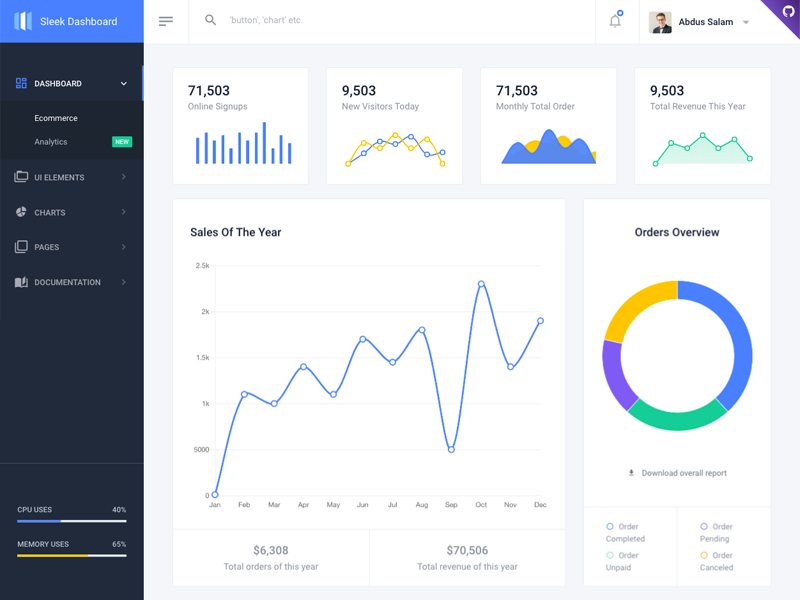 Sleek Dashboard
'button', 'chart' etc.
Abdus Salam
DASHBOARD
Ecommerce
Analytics NEW
UI ELEMENTS
CHARTS
PAGES
DOCUMENTATION
CPU USES 40%
MEMORY USES 65%
71,503
Online Signups
9,503
New Visitors Today
71,503
Monthly Total Order
9,503
Total Revenue This Year
Sales Of The Year
2.5k
2k
1.5k
1k
5000
0
Jan Feb Mar Apr May Jun Jul Aug Sep Oct Nov Dec
$6,308
Total orders of this year
$70,506
Total revenue of this year
Orders Overview
Download overall report
Order
Completed
Order
Pending
Order
Unpaid
Order
Canceled